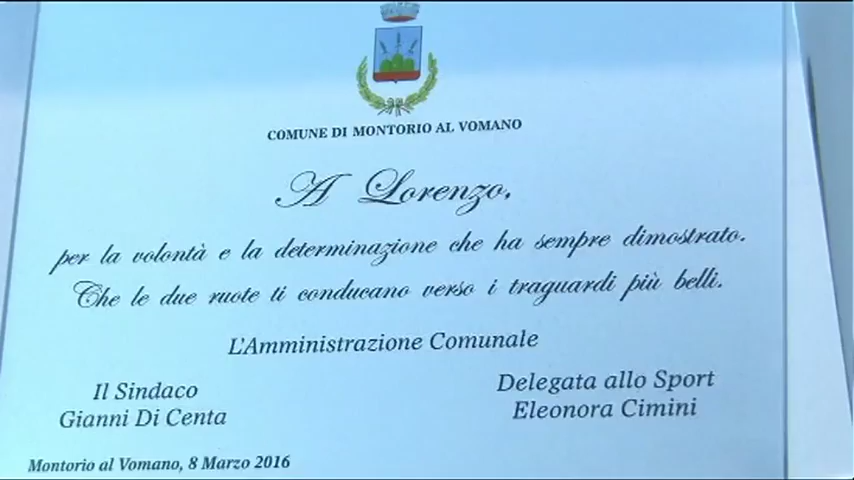 COMUNE DI MONTORIO AL VOMANO
A Lorenzo,
per la volontà e la determinazione che ha sempre dimostrato.
Che le due ruote ti conducano verso i traguardi più belli.
L'Amministrazione Comunale
Il Sindaco
Gianni Di Centa
Delegata allo Sport
Eleonora Cimini
Montorio al Vomano, 8 Marzo 2016